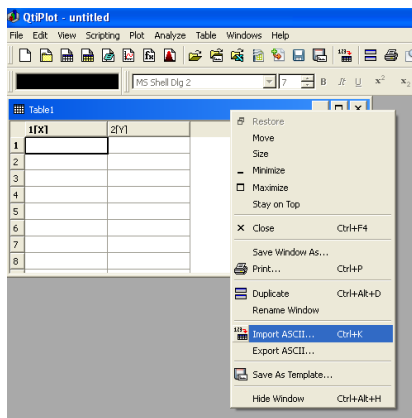 QtiPlot - untitled
File Edit View Scripting Plot Analyze Table Windows Help
MS Shell Dlg 2 7 B It U x² x₂
Table1
1[X] 2[Y]
1
2
3
4
5
6
7
8
Restore
Move
Size
Minimize
Maximize
Stay on Top
Close Ctrl+F4
Save Window As...
Print... Ctrl+P
Duplicate Ctrl+Alt+D
Rename Window
Import ASCII... Ctrl+K
Export ASCII...
Save As Template...
Hide Window Ctrl+Alt+H